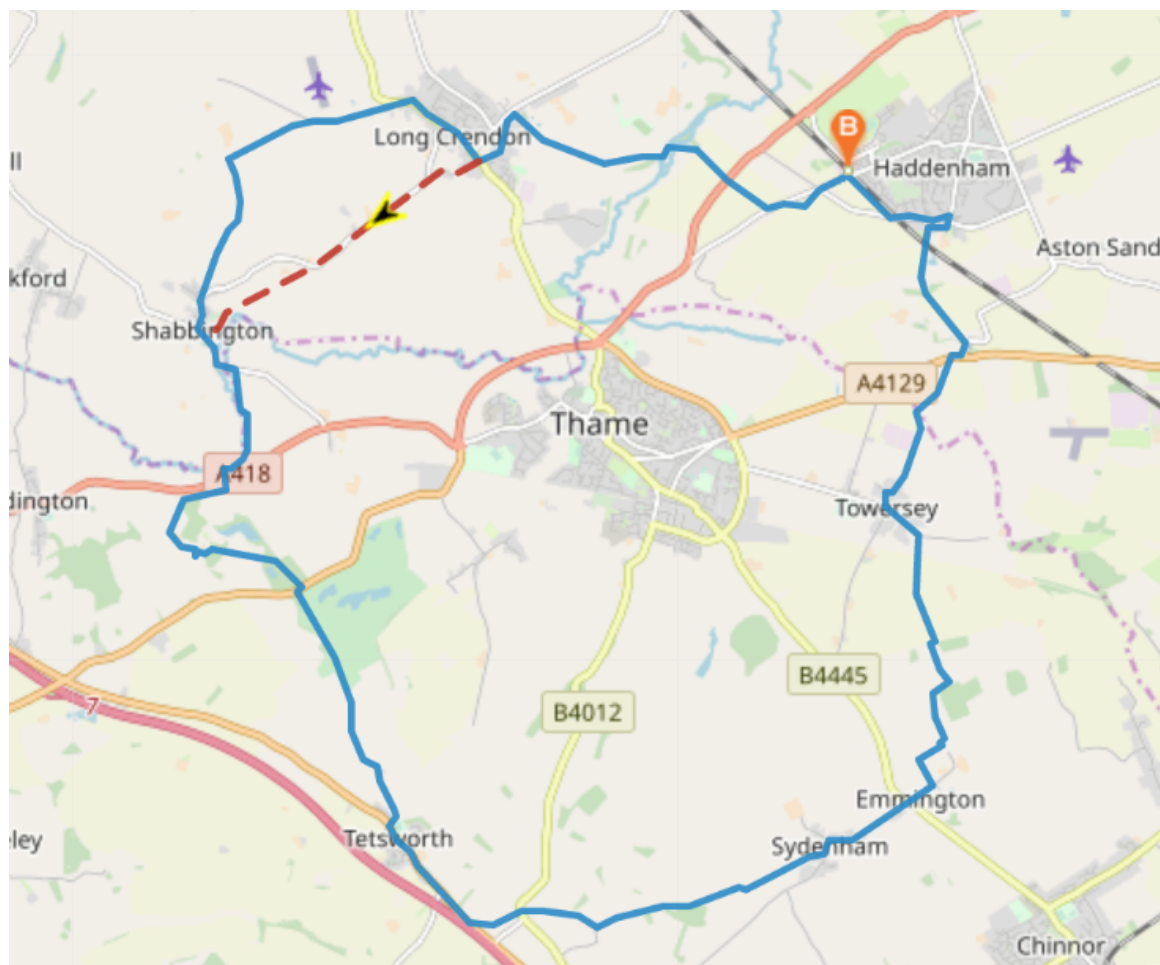 B
Long Crendon
Haddenham
ll
Aston Sand
kford
Shabbington
A4129
Thame
A418
dington
Towersey
B4445
7
B4012
Emmington
Tetsworth
Sydenham
eley
Chinnor